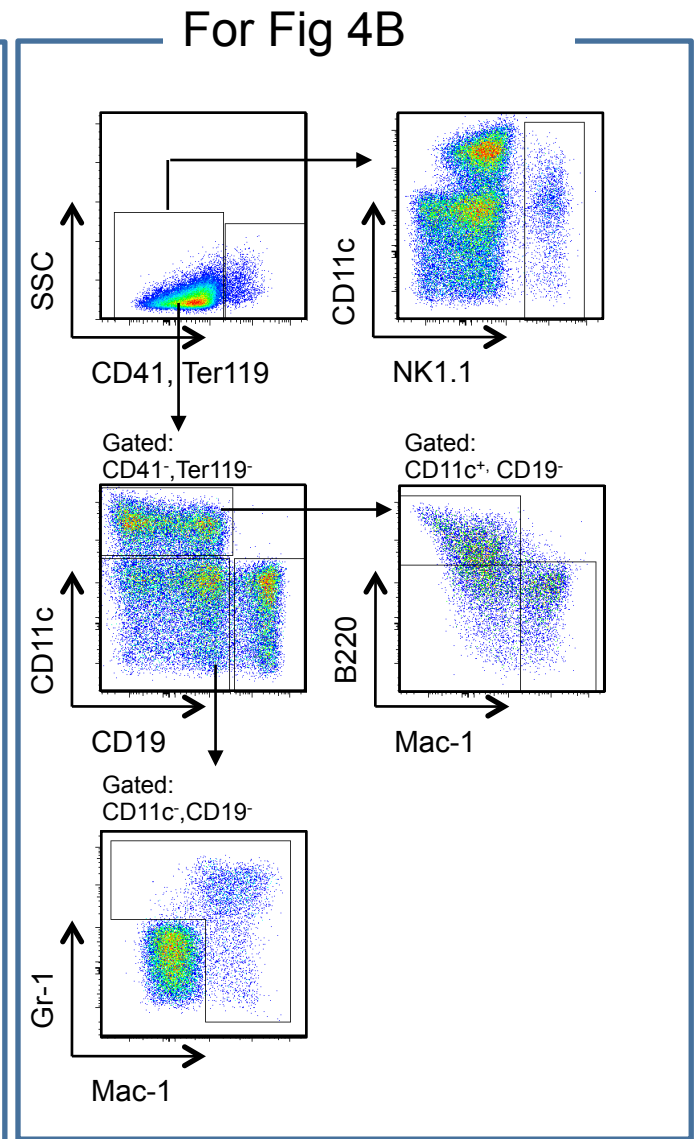 For Fig 4B
SSC
CD41, Ter119
CD11c
NK1.1
Gated:
CD41⁻,Ter119⁻
CD11c
CD19
Gated:
CD11c⁺, CD19⁻
B220
Mac-1
Gated:
CD11c⁻,CD19⁻
Gr-1
Mac-1